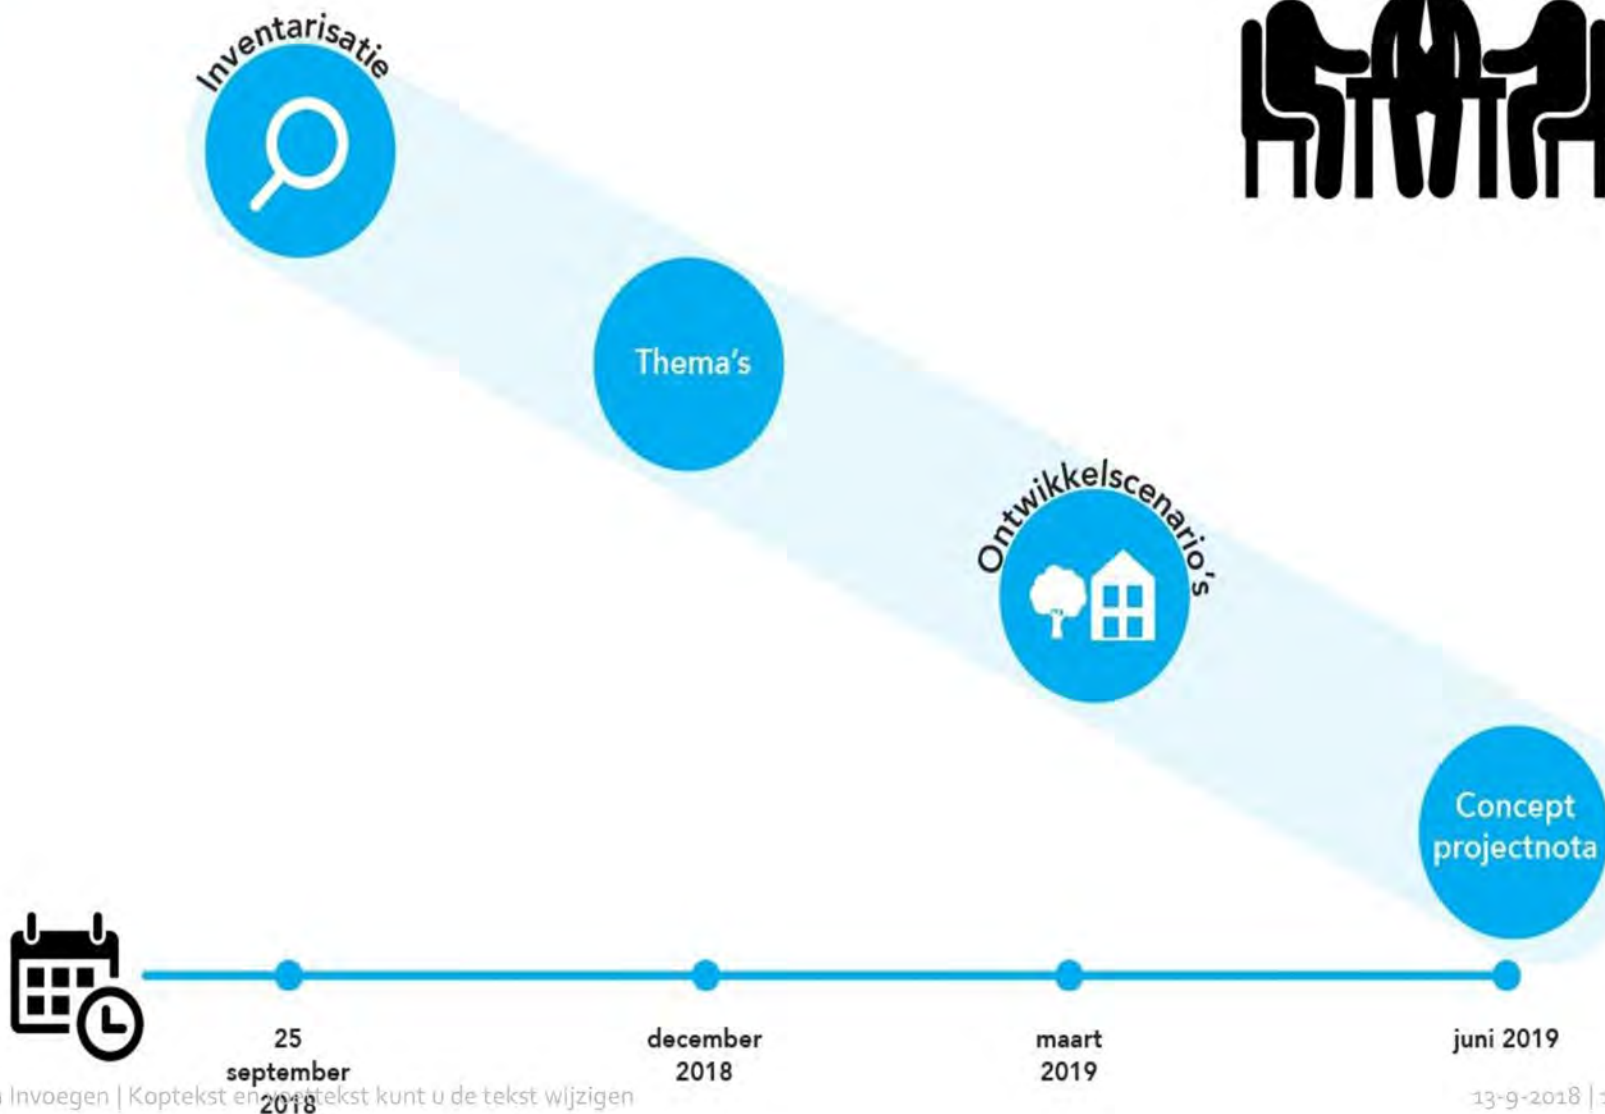 Inventarisatie
Thema's
Ontwikkelscenario's
Concept
projectnota
25
september
2018
december
2018
maart
2019
juni 2019
Invoegen | Koptekst en voettekst kunt u de tekst wijzigen
13-9-2018 |